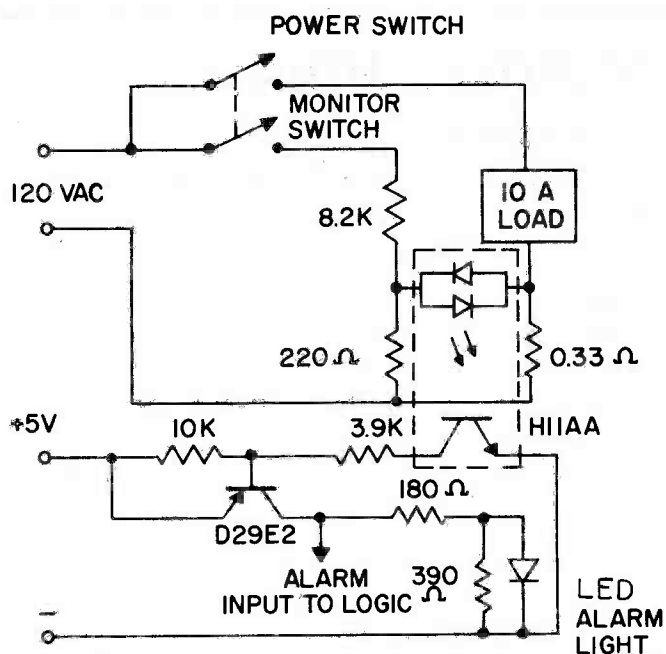 POWER SWITCH
MONITOR
SWITCH
120 VAC
8.2K
10 A
LOAD
220 Ω
0.33 Ω
+5V
10K
3.9K
H11AA
D29E2
180 Ω
ALARM
INPUT TO LOGIC
390
Ω
LED
ALARM
LIGHT
−